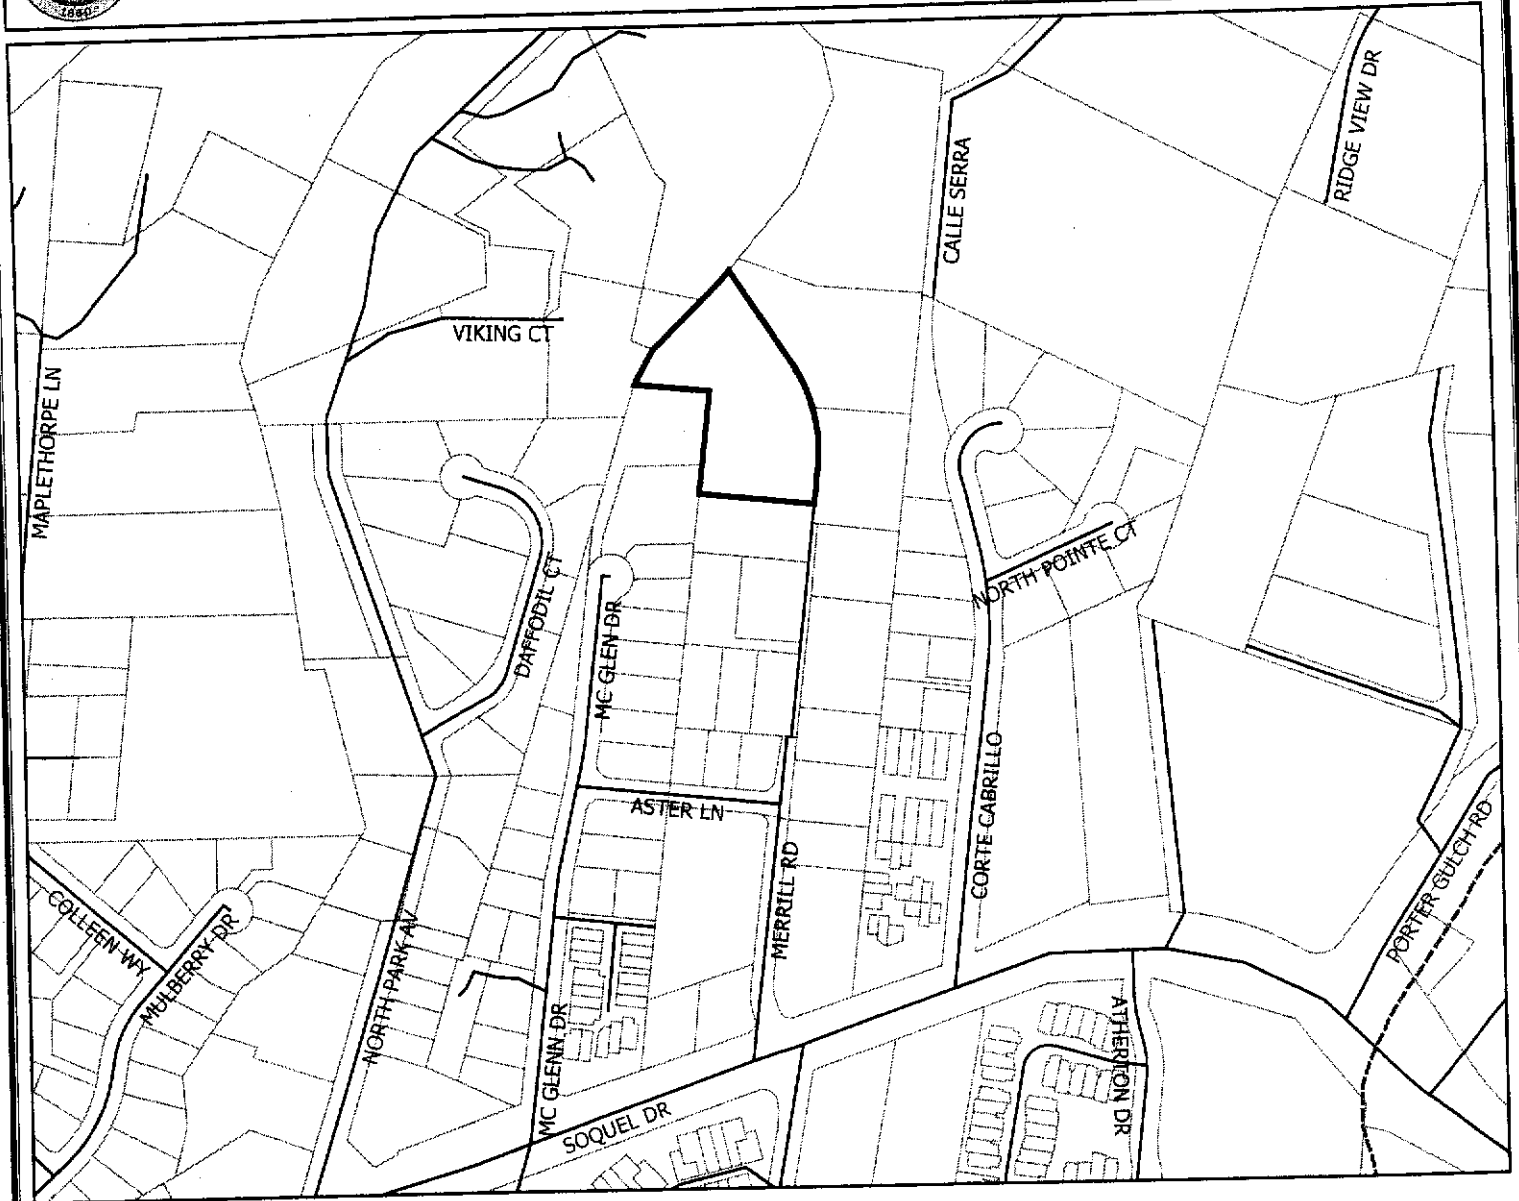 1850
RIDGE VIEW DR
CALLE SERRA
VIKING CT
MAPLETHORPE LN
NORTH POINTE CT
DAFFODIL CT
MC GLEN DR
ASTER LN
CORTE CABRILLO
MERRILL RD
PORTER GULCH RD
COLLEEN WY
MULBERRY DR
NORTH PARK AV
MC GLENN DR
ATHERTON DR
SOQUEL DR